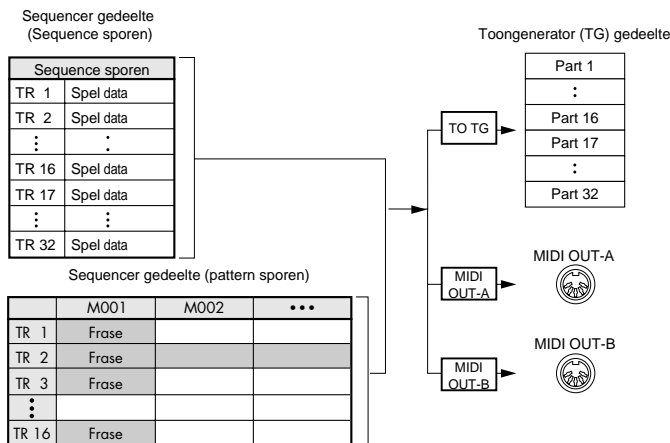 Sequencer gedeelte
(Sequence sporen)
Sequence sporen
TR 1 Spel data
TR 2 Spel data
⋮ ⋮
TR 16 Spel data
TR 17 Spel data
⋮ ⋮
TR 32 Spel data
Sequencer gedeelte (pattern sporen)
M001 M002 •••
TR 1 Frase
TR 2 Frase
TR 3 Frase
⋮
TR 16 Frase
Toongenerator (TG) gedeelte
Part 1
:
Part 16
Part 17
:
Part 32
TO TG
MIDI
OUT-A
MIDI OUT-A
MIDI
OUT-B
MIDI OUT-B